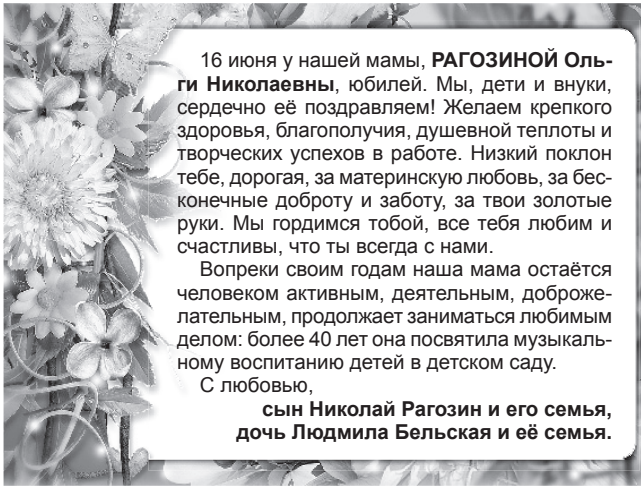 16 июня у нашей мамы, РАГОЗИНОЙ Оль-
ги Николаевны, юбилей. Мы, дети и внуки,
сердечно её поздравляем! Желаем крепкого
здоровья, благополучия, душевной теплоты и
творческих успехов в работе. Низкий поклон
тебе, дорогая, за материнскую любовь, за бес-
конечные доброту и заботу, за твои золотые
руки. Мы гордимся тобой, все тебя любим и
счастливы, что ты всегда с нами.
Вопреки своим годам наша мама остаётся
человеком активным, деятельным, доброже-
лательным, продолжает заниматься любимым
делом: более 40 лет она посвятила музыкаль-
ному воспитанию детей в детском саду.
С любовью,
сын Николай Рагозин и его семья,
дочь Людмила Бельская и её семья.